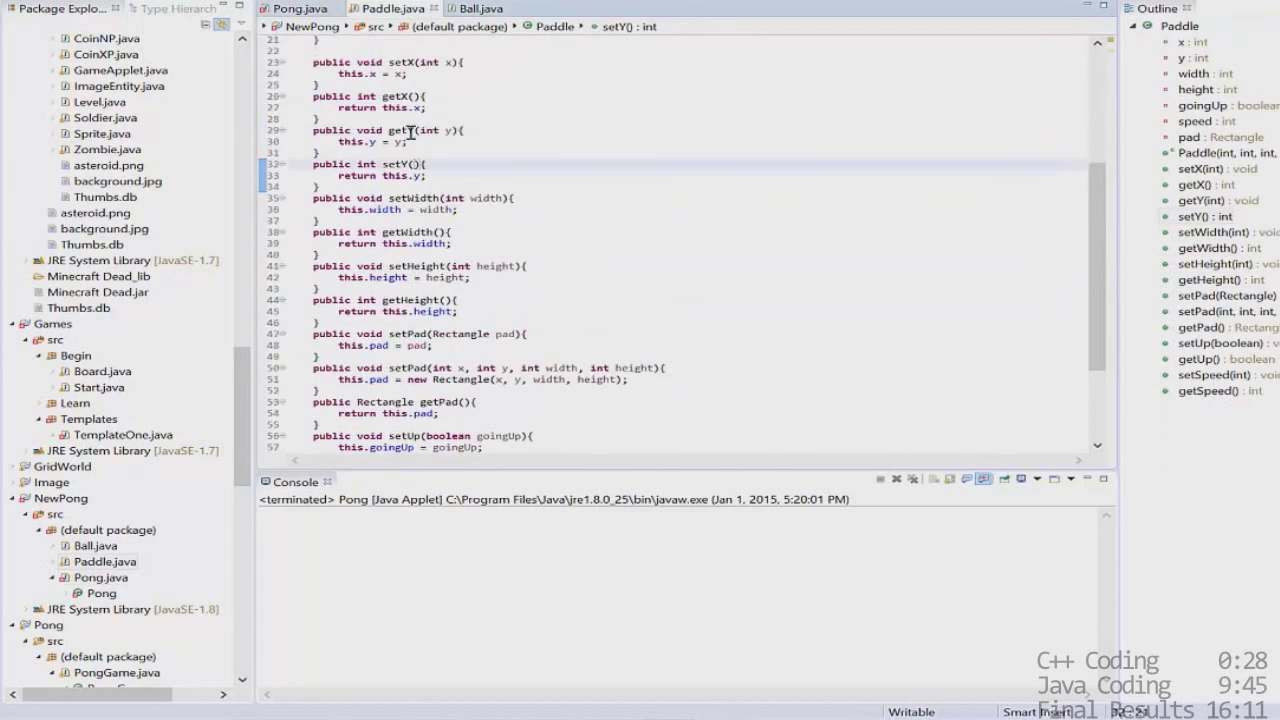 Package Explo...
Type Hierarch
CoinNP.java
CoinXP.java
GameApplet.java
ImageEntity.java
Level.java
Soldier.java
Sprite.java
Zombie.java
asteroid.png
background.jpg
Thumbs.db
asteroid.png
background.jpg
Thumbs.db
JRE System Library [JavaSE-1.7]
Minecraft Dead_lib
Minecraft Dead.jar
Thumbs.db
Games
src
Begin
Board.java
Start.java
Learn
Templates
TemplateOne.java
JRE System Library [JavaSE-1.7]
GridWorld
Image
NewPong
src
(default package)
Ball.java
Paddle.java
Pong.java
Pong
JRE System Library [JavaSE-1.8]
Pong
src
(default package)
PongGame.java
Pong.java
Paddle.java
Ball.java
NewPong
src
(default package)
Paddle
setY() : int
21 }
22
23 public void setX(int x){
24 this.x = x;
25 }
26 public int getX(){
27 return this.x;
28 }
29 public void getY(int y){
30 this.y = y;
31 }
32 public int setY(){
33 return this.y;
34 }
35 public void setWidth(int width){
36 this.width = width;
37 }
38 public int getWidth(){
39 return this.width;
40 }
41 public void setHeight(int height){
42 this.height = height;
43 }
44 public int getHeight(){
45 return this.height;
46 }
47 public void setPad(Rectangle pad){
48 this.pad = pad;
49 }
50 public void setPad(int x, int y, int width, int height){
51 this.pad = new Rectangle(x, y, width, height);
52 }
53 public Rectangle getPad(){
54 return this.pad;
55 }
56 public void setUp(boolean goingUp){
57 this.goingUp = goingUp;
Console
<terminated> Pong [Java Applet] C:\Program Files\Java\jre1.8.0_25\bin\javaw.exe (Jan 1, 2015, 5:20:01 PM)
Outline
Paddle
x : int
y : int
width : int
height : int
goingUp : boolean
speed : int
pad : Rectangle
Paddle(int, int, int,
setX(int) : void
getX() : int
getY(int) : void
setY() : int
setWidth(int) : void
getWidth() : int
setHeight(int) : void
getHeight() : int
setPad(Rectangle)
setPad(int, int, int,
getPad() : Rectang
setUp(boolean) : void
getUp() : boolean
setSpeed(int) : void
getSpeed() : int
C++ Coding 0:28
Java Coding 9:45
Final Results 16:11
Writable
Smart Insert